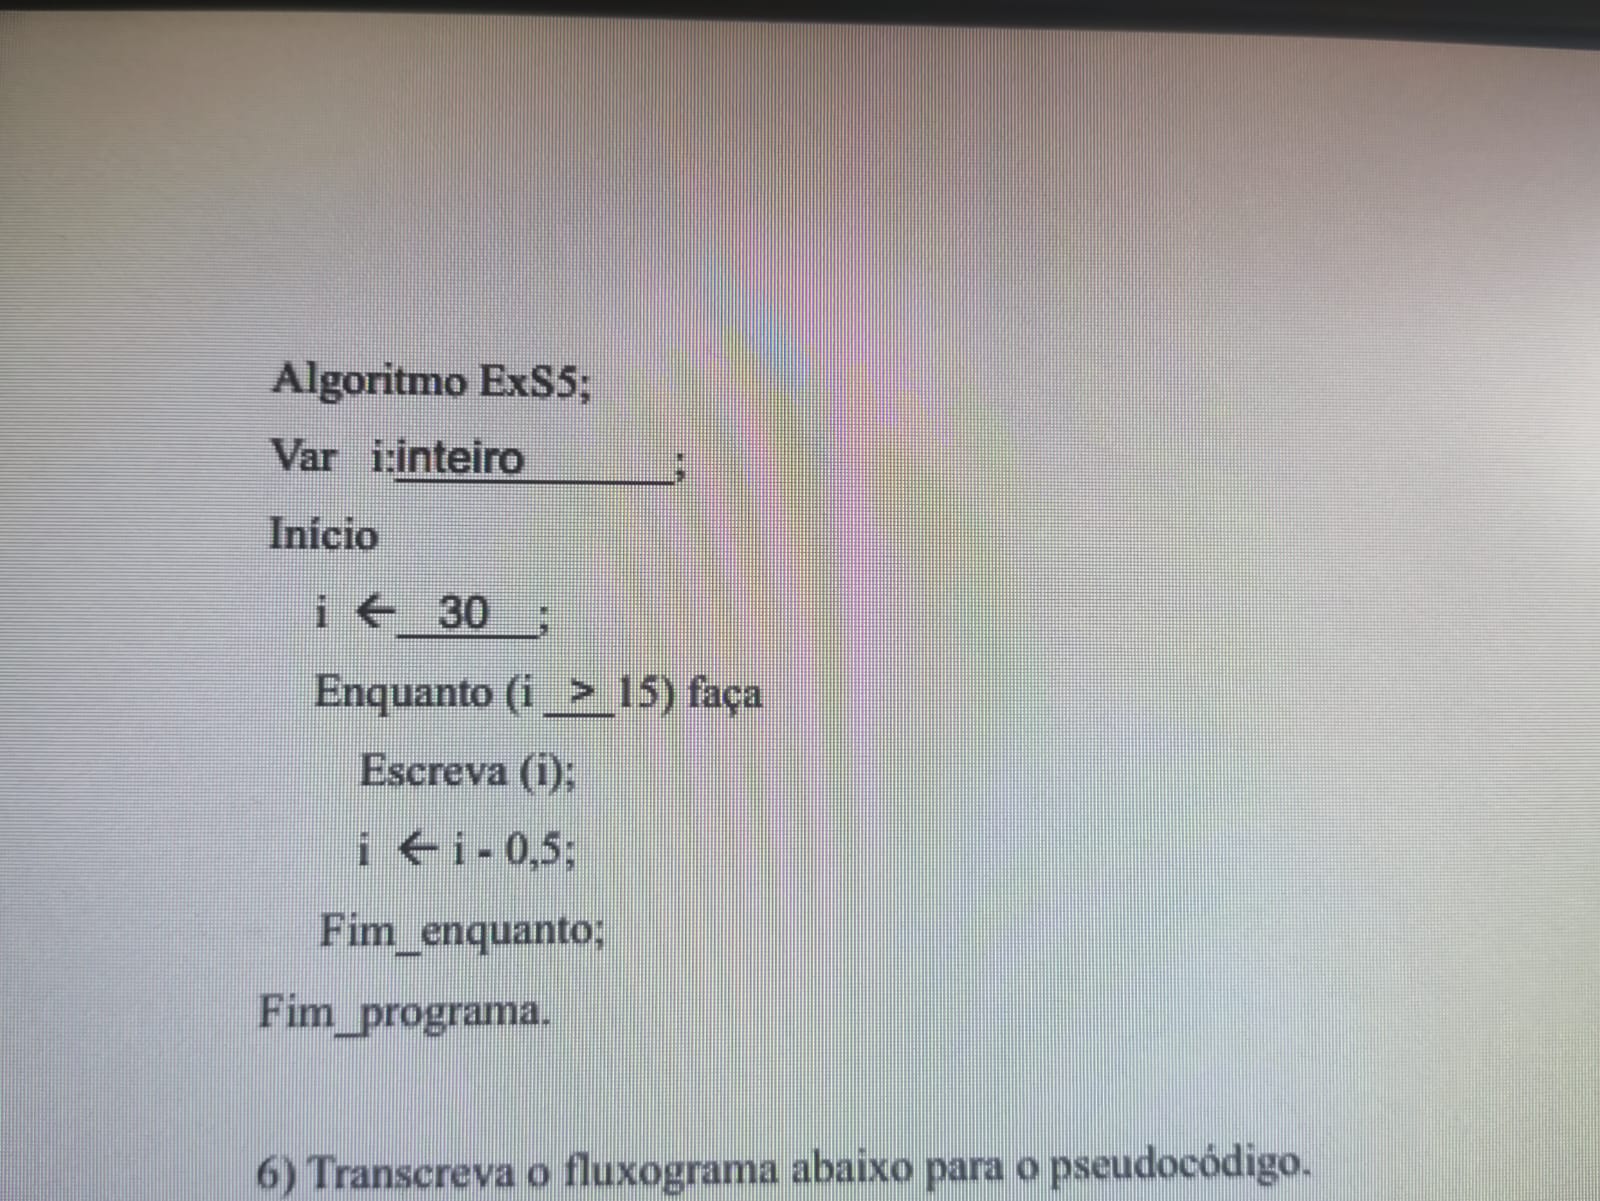 Algoritmo ExS5;
Var i:inteiro ;
Início
i ← 30 ;
Enquanto (i > 15) faça
Escreva (i);
i ← i - 0,5;
Fim_enquanto;
Fim_programa.
6) Transcreva o fluxograma abaixo para o pseudocódigo.